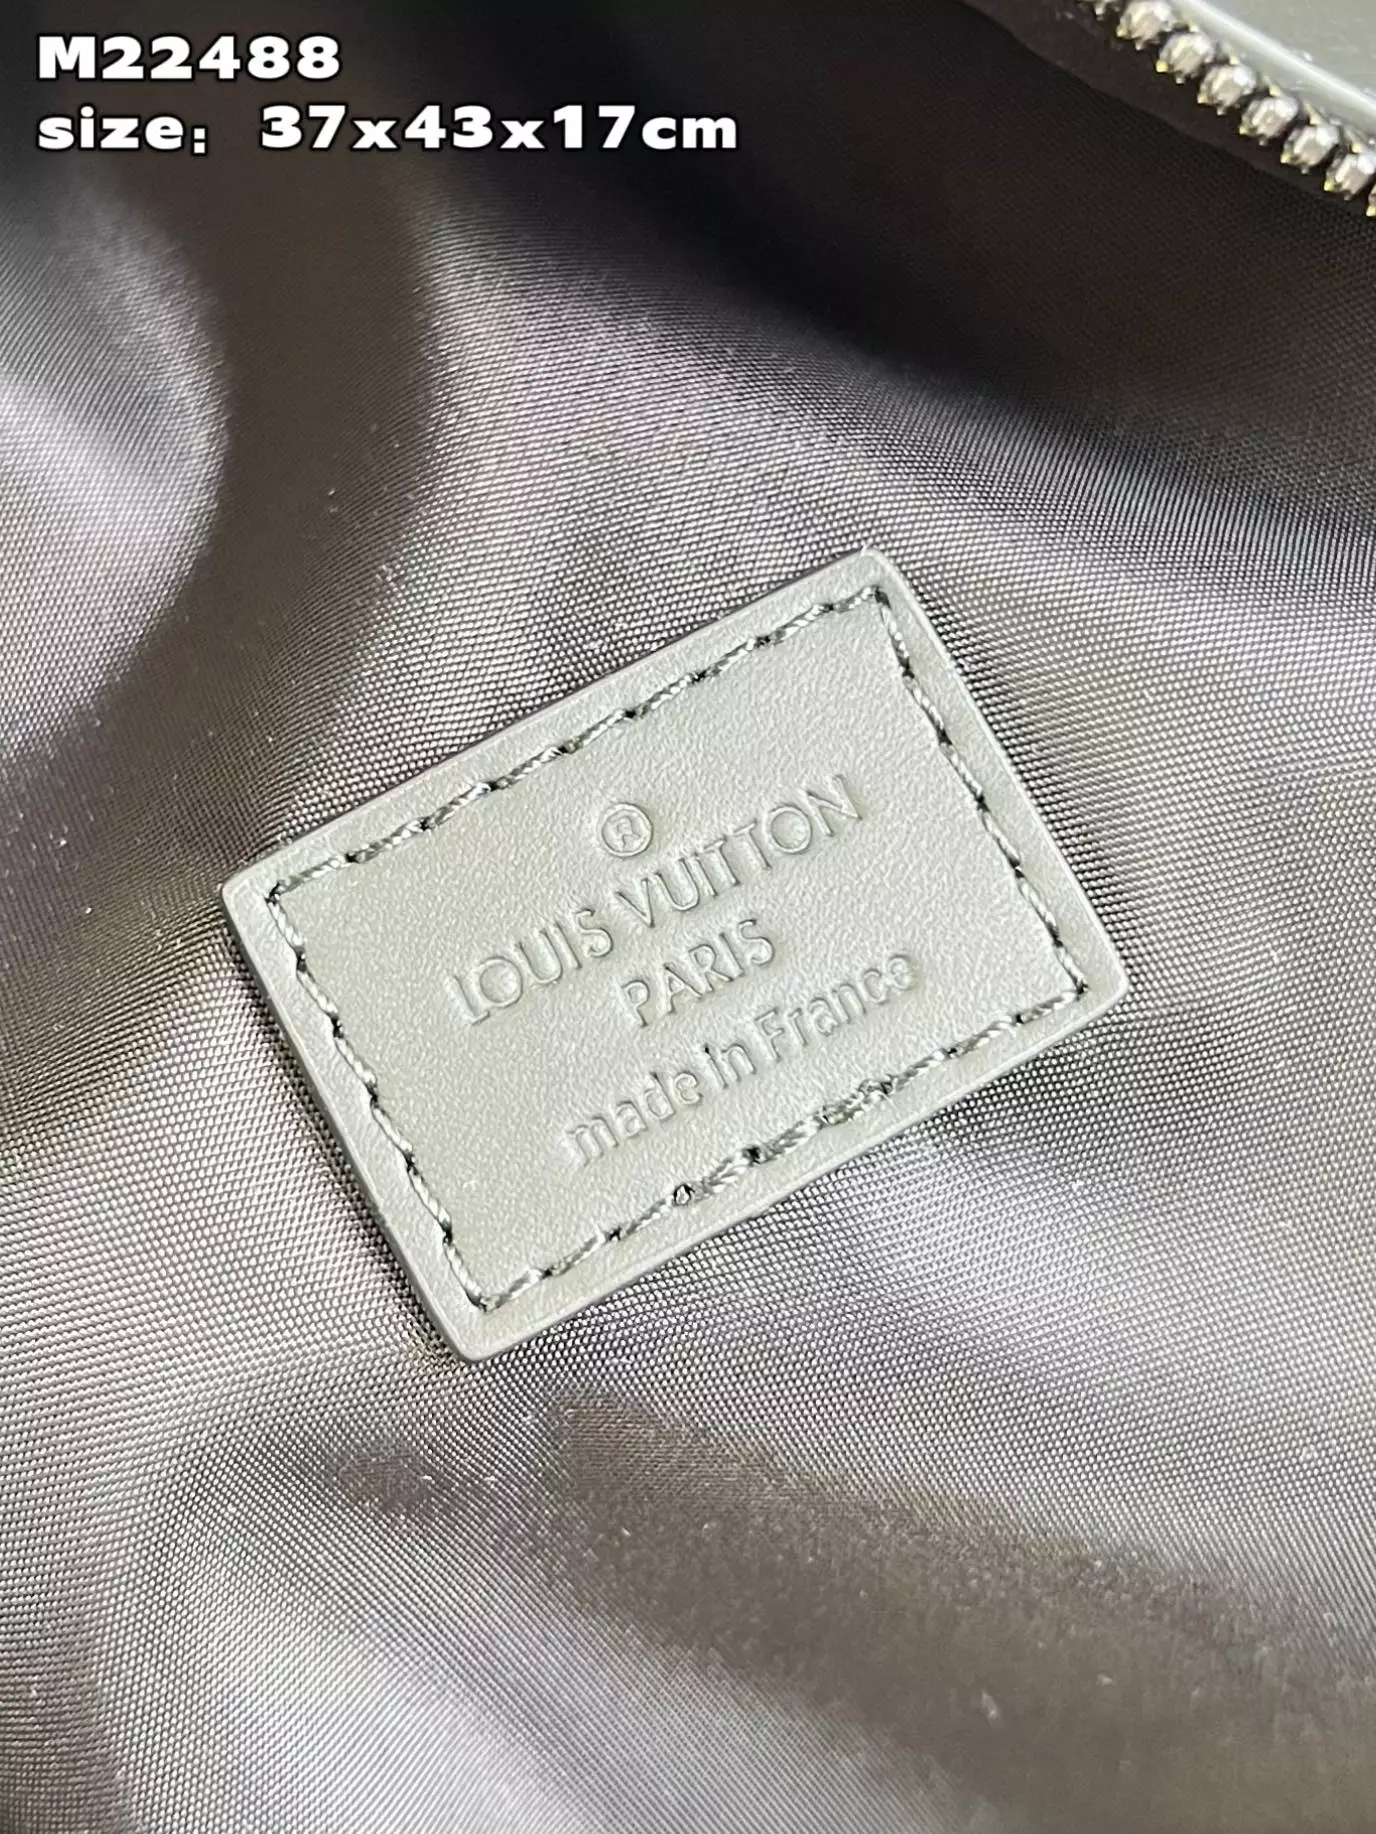 M22488
size： 37x43x17cm
®
LOUIS VUITTON
PARIS
made in France